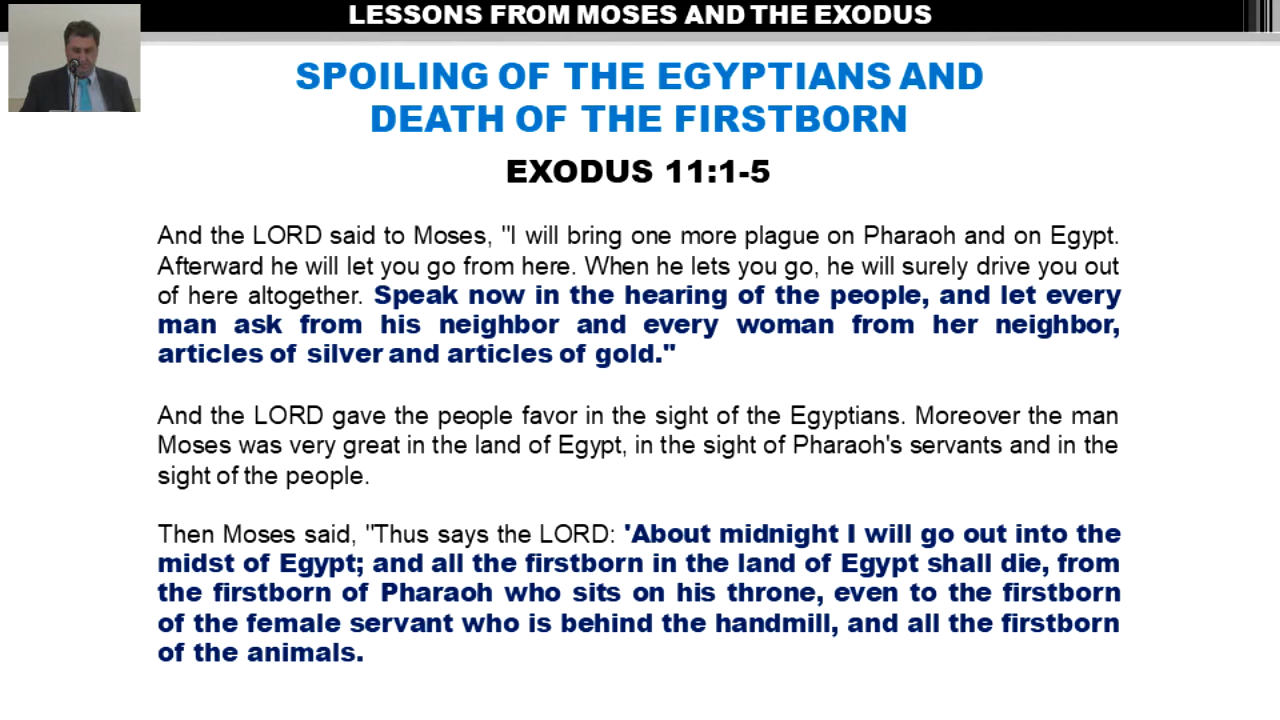 LESSONS FROM MOSES AND THE EXODUS
SPOILING OF THE EGYPTIANS AND
DEATH OF THE FIRSTBORN
EXODUS 11:1-5
And the LORD said to Moses, "I will bring one more plague on Pharaoh and on Egypt.
Afterward he will let you go from here. When he lets you go, he will surely drive you out
of here altogether. Speak now in the hearing of the people, and let every
man ask from his neighbor and every woman from her neighbor,
articles of silver and articles of gold."
And the LORD gave the people favor in the sight of the Egyptians. Moreover the man
Moses was very great in the land of Egypt, in the sight of Pharaoh's servants and in the
sight of the people.
Then Moses said, "Thus says the LORD: 'About midnight I will go out into the
midst of Egypt; and all the firstborn in the land of Egypt shall die, from
the firstborn of Pharaoh who sits on his throne, even to the firstborn
of the female servant who is behind the handmill, and all the firstborn
of the animals.